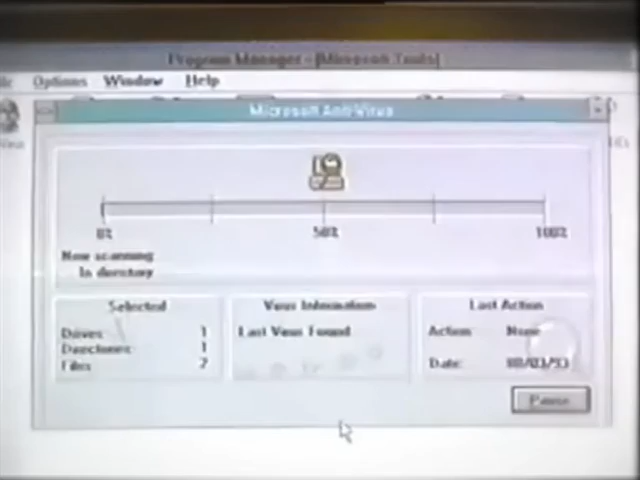 Program Manager - [Microsoft Tools]
Options Window Help
Microsoft Anti-Virus
0% 50% 100%
Now scanning
In directory
Selected
Drives 1
Directories 1
Files 7
Virus Information
Last Virus Found
Last Action
Action None
Date:
Pause